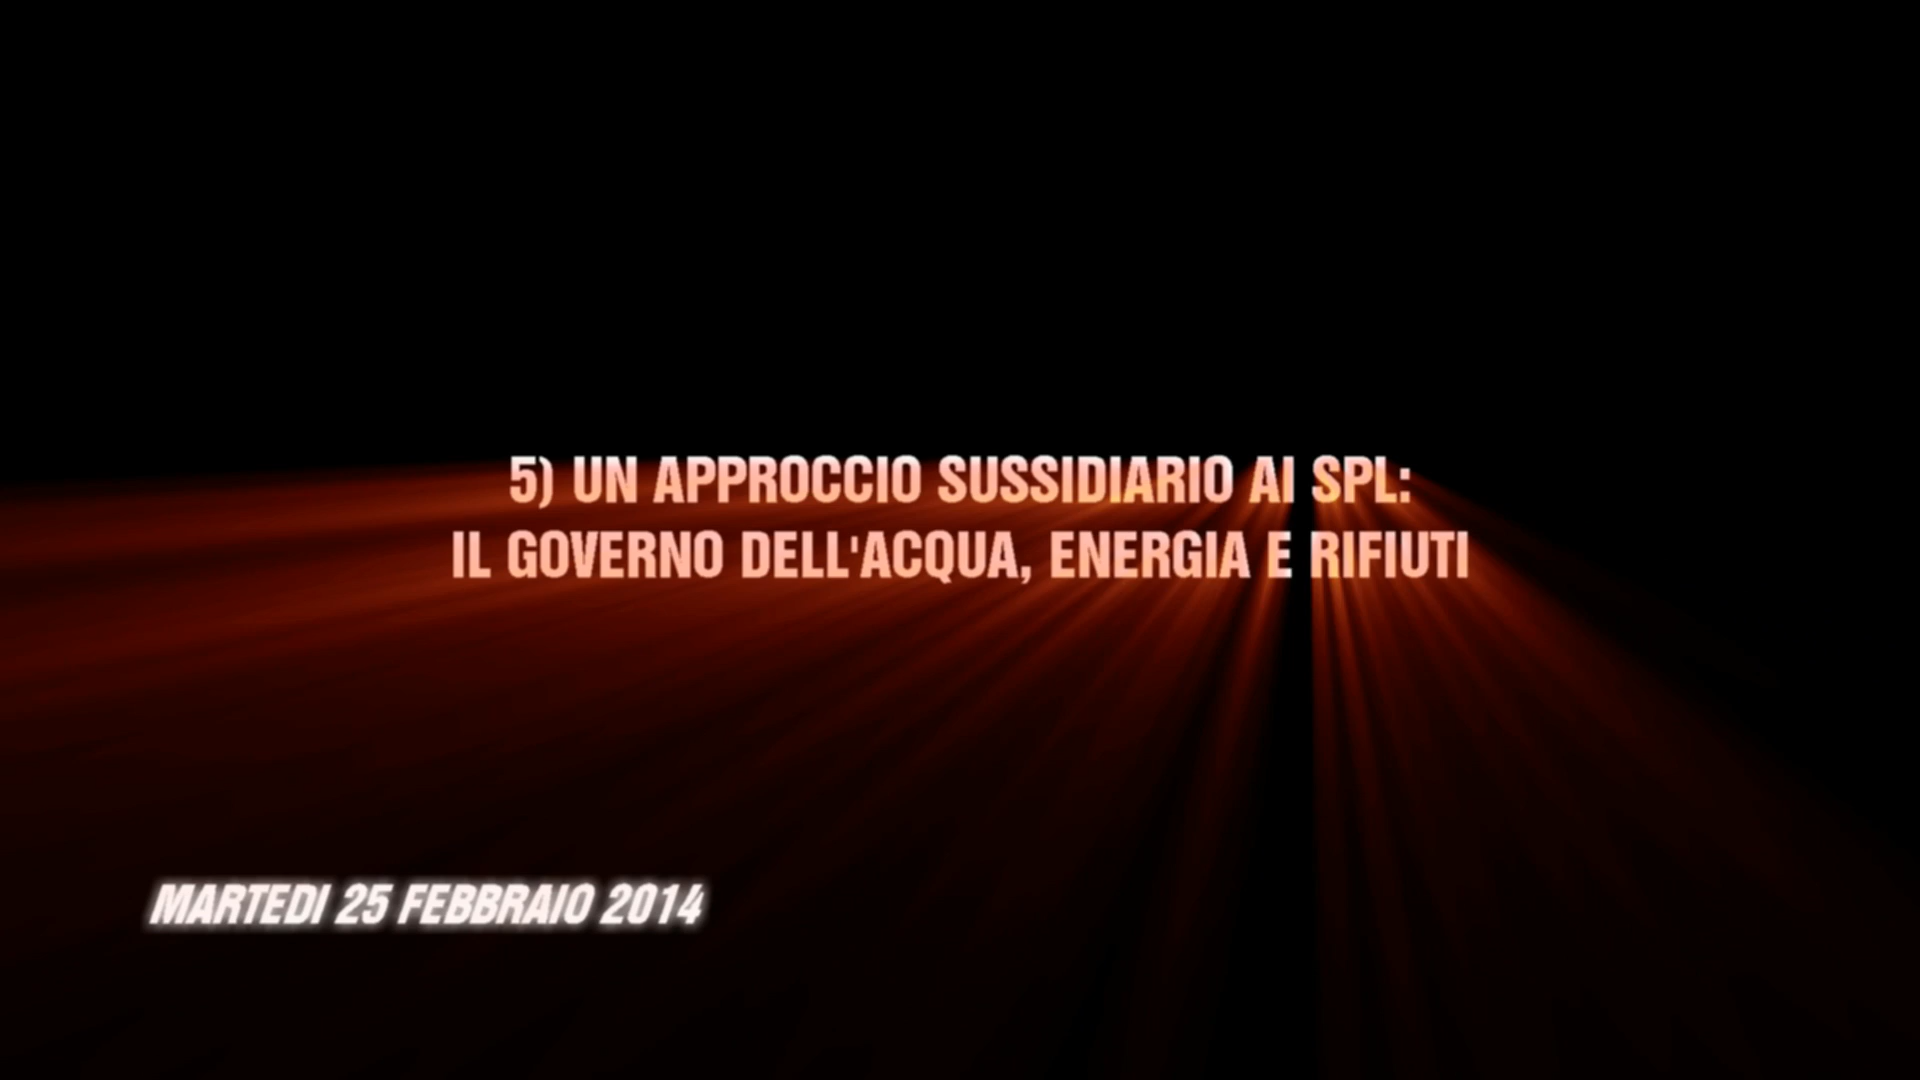 5) UN APPROCCIO SUSSIDIARIO AI SPL:
IL GOVERNO DELL'ACQUA, ENERGIA E RIFIUTI
MARTEDI 25 FEBBRAIO 2014